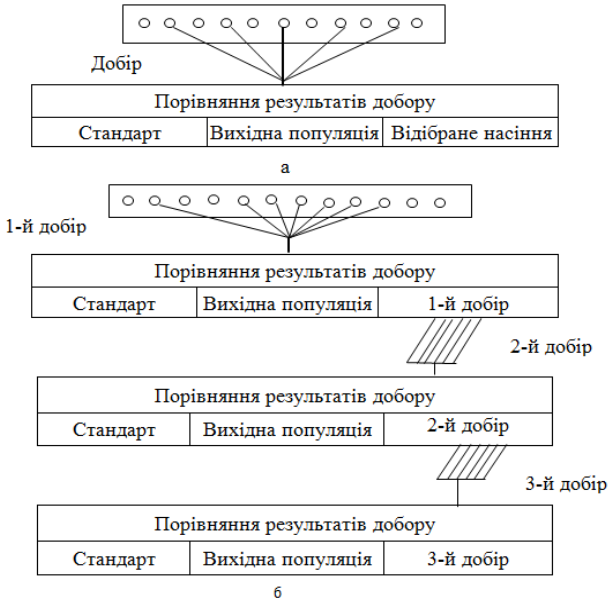 Добір
Порівняння результатів добору
Стандарт Вихідна популяція Відібране насіння
а
1-й добір
Порівняння результатів добору
Стандарт Вихідна популяція 1-й добір
2-й добір
Порівняння результатів добору
Стандарт Вихідна популяція 2-й добір
3-й добір
Порівняння результатів добору
Стандарт Вихідна популяція 3-й добір
б